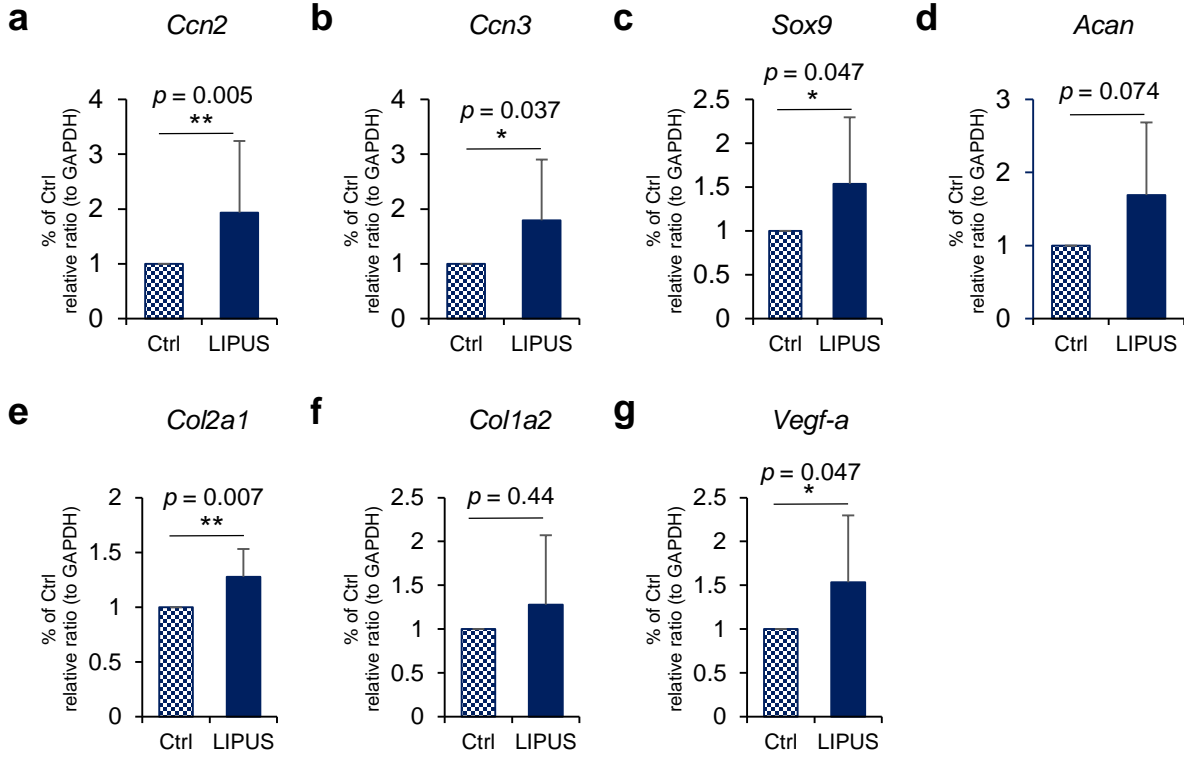 a
Ccn2
% of Ctrl
relative ratio (to GAPDH)
4
3
2
1
0
p = 0.005
**
Ctrl
LIPUS
b
Ccn3
% of Ctrl
relative ratio (to GAPDH)
4
3
2
1
0
p = 0.037
*
Ctrl
LIPUS
c
Sox9
% of Ctrl
relative ratio (to GAPDH)
2.5
2
1.5
1
0.5
0
p = 0.047
*
Ctrl
LIPUS
d
Acan
% of Ctrl
relative ratio (to GAPDH)
3
2
1
0
p = 0.074
Ctrl
LIPUS
e
Col2a1
% of Ctrl
relative ratio (to GAPDH)
2
1.5
1
0.5
0
p = 0.007
**
Ctrl
LIPUS
f
Col1a2
% of Ctrl
relative ratio (to GAPDH)
2.5
2
1.5
1
0.5
0
p = 0.44
Ctrl
LIPUS
g
Vegf-a
% of Ctrl
relative ratio (to GAPDH)
2.5
2
1.5
1
0.5
0
p = 0.047
*
Ctrl
LIPUS